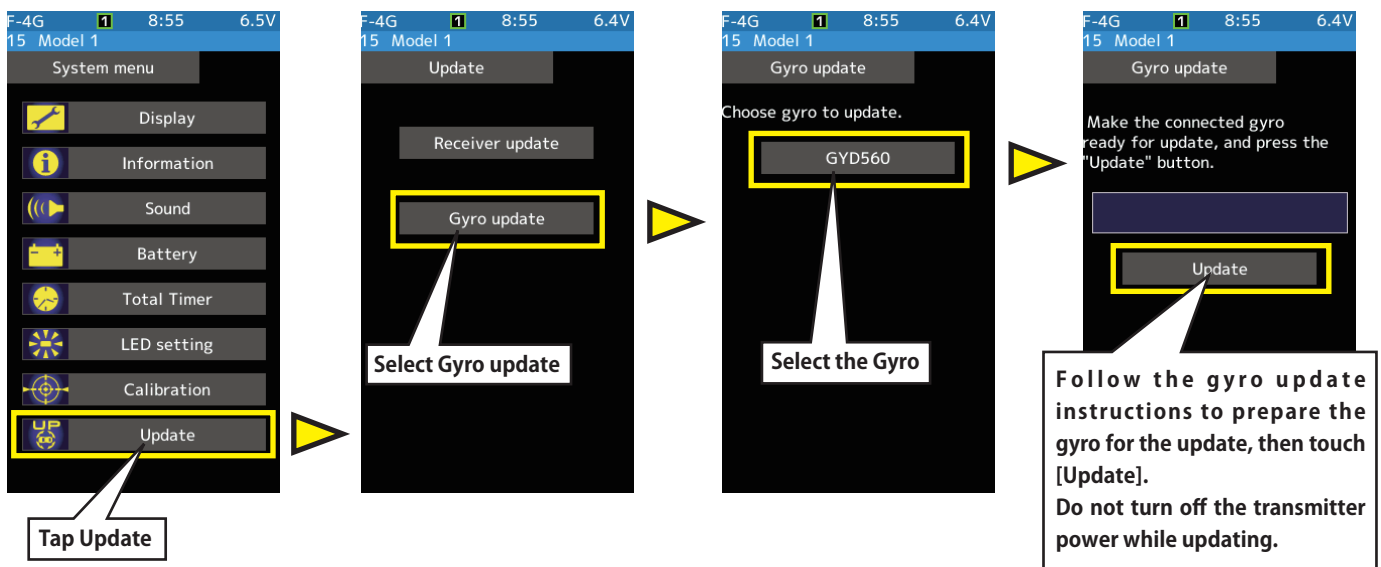 F-4G 1 8:55 6.5V
15 Model 1
System menu
Display
Information
Sound
Battery
Total Timer
LED setting
Calibration
UP Update
Tap Update
F-4G 1 8:55 6.4V
15 Model 1
Update
Receiver update
Gyro update
Select Gyro update
F-4G 1 8:55 6.4V
15 Model 1
Gyro update
Choose gyro to update.
GYD560
Select the Gyro
F-4G 1 8:55 6.4V
15 Model 1
Gyro update
Make the connected gyro
ready for update, and press the
"Update" button.
Update
Follow the gyro update
instructions to prepare the
gyro for the update, then touch
[Update].
Do not turn off the transmitter
power while updating.